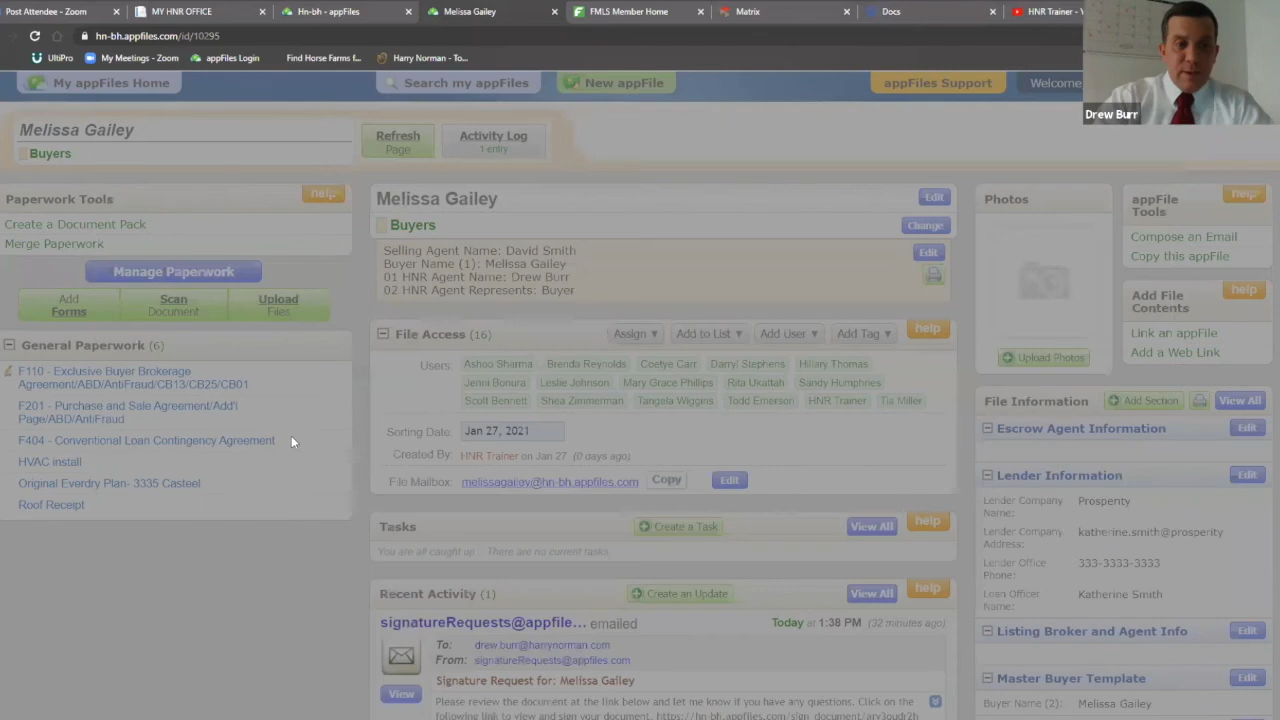 Post Attendee - Zoom
MY HNR OFFICE
Hn-bh - appFiles
Melissa Gailey
FMLS Member Home
Matrix
Docs
HNR Trainer - Y
hn-bh.appfiles.com/id/10295
UltiPro
My Meetings - Zoom
appFiles Login
Find Horse Farms f...
Harry Norman - To...
My appFiles Home
Search my appFiles
New appFile
appFiles Support
Welcome
Drew Burr
Melissa Gailey
Buyers
Refresh
Page
Activity Log
1 entry
Paperwork Tools
help
Create a Document Pack
Merge Paperwork
Manage Paperwork
Add
Forms
Scan
Document
Upload
Files
General Paperwork (6)
F110 - Exclusive Buyer Brokerage
Agreement/ABD/AntiFraud/CB13/CB25/CB01
F201 - Purchase and Sale Agreement/Add'l
Page/ABD/AntiFraud
F404 - Conventional Loan Contingency Agreement
HVAC install
Original Everdry Plan- 3335 Casteel
Roof Receipt
Melissa Gailey
Edit
Buyers
Change
Selling Agent Name: David Smith
Buyer Name (1): Melissa Gailey
01 HNR Agent Name: Drew Burr
02 HNR Agent Represents: Buyer
Edit
File Access (16)
Assign
Add to List
Add User
Add Tag
help
Users:
Ashoo Sharma
Brenda Reynolds
Coetye Carr
Darryl Stephens
Hillary Thomas
Jenni Bonura
Leslie Johnson
Mary Grace Phillips
Rita Ukattah
Sandy Humphries
Scott Bennett
Shea Zimmerman
Tangela Wiggins
Todd Emerson
HNR Trainer
Tia Miller
Sorting Date:
Jan 27, 2021
Created By:
HNR Trainer on Jan 27 (0 days ago)
File Mailbox:
melissagailey@hn-bh.appfiles.com
Copy
Edit
Tasks
Create a Task
View All
help
You are all caught up. There are no current tasks.
Recent Activity (1)
Create an Update
View All
help
signatureRequests@appfile... emailed
Today at 1:38 PM (32 minutes ago)
To:
drew.burr@harrynorman.com
From:
signatureRequests@appfiles.com
View
Signature Request for: Melissa Gailey
Please review the document at the link below and let me know if you have any questions. Click on the
Photos
Upload Photos
appFile
Tools
help
Compose an Email
Copy this appFile
Add File
Contents
help
Link an appFile
Add a Web Link
File Information
Add Section
View All
Escrow Agent Information
Edit
Lender Information
Edit
Lender Company
Name:
Prosperity
Lender Company
Address:
katherine.smith@prosperity
Lender Office
Phone:
333-3333-3333
Loan Officer
Name:
Katherine Smith
Listing Broker and Agent Info
Edit
Master Buyer Template
Edit
Buyer Name (2):
Melissa Gailey